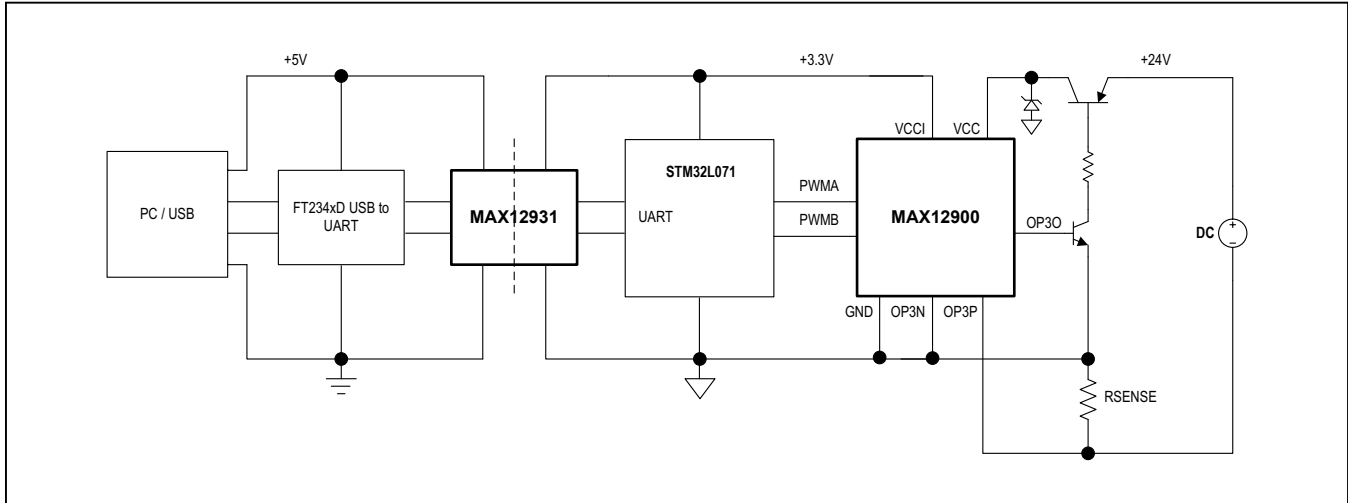 +5V
+3.3V
+24V
VCCI
VCC
PC / USB
FT234xD USB to
UART
MAX12931
STM32L071
UART
PWMA
PWMB
MAX12900
OP3O
DC
+
–
GND
OP3N
OP3P
RSENSE